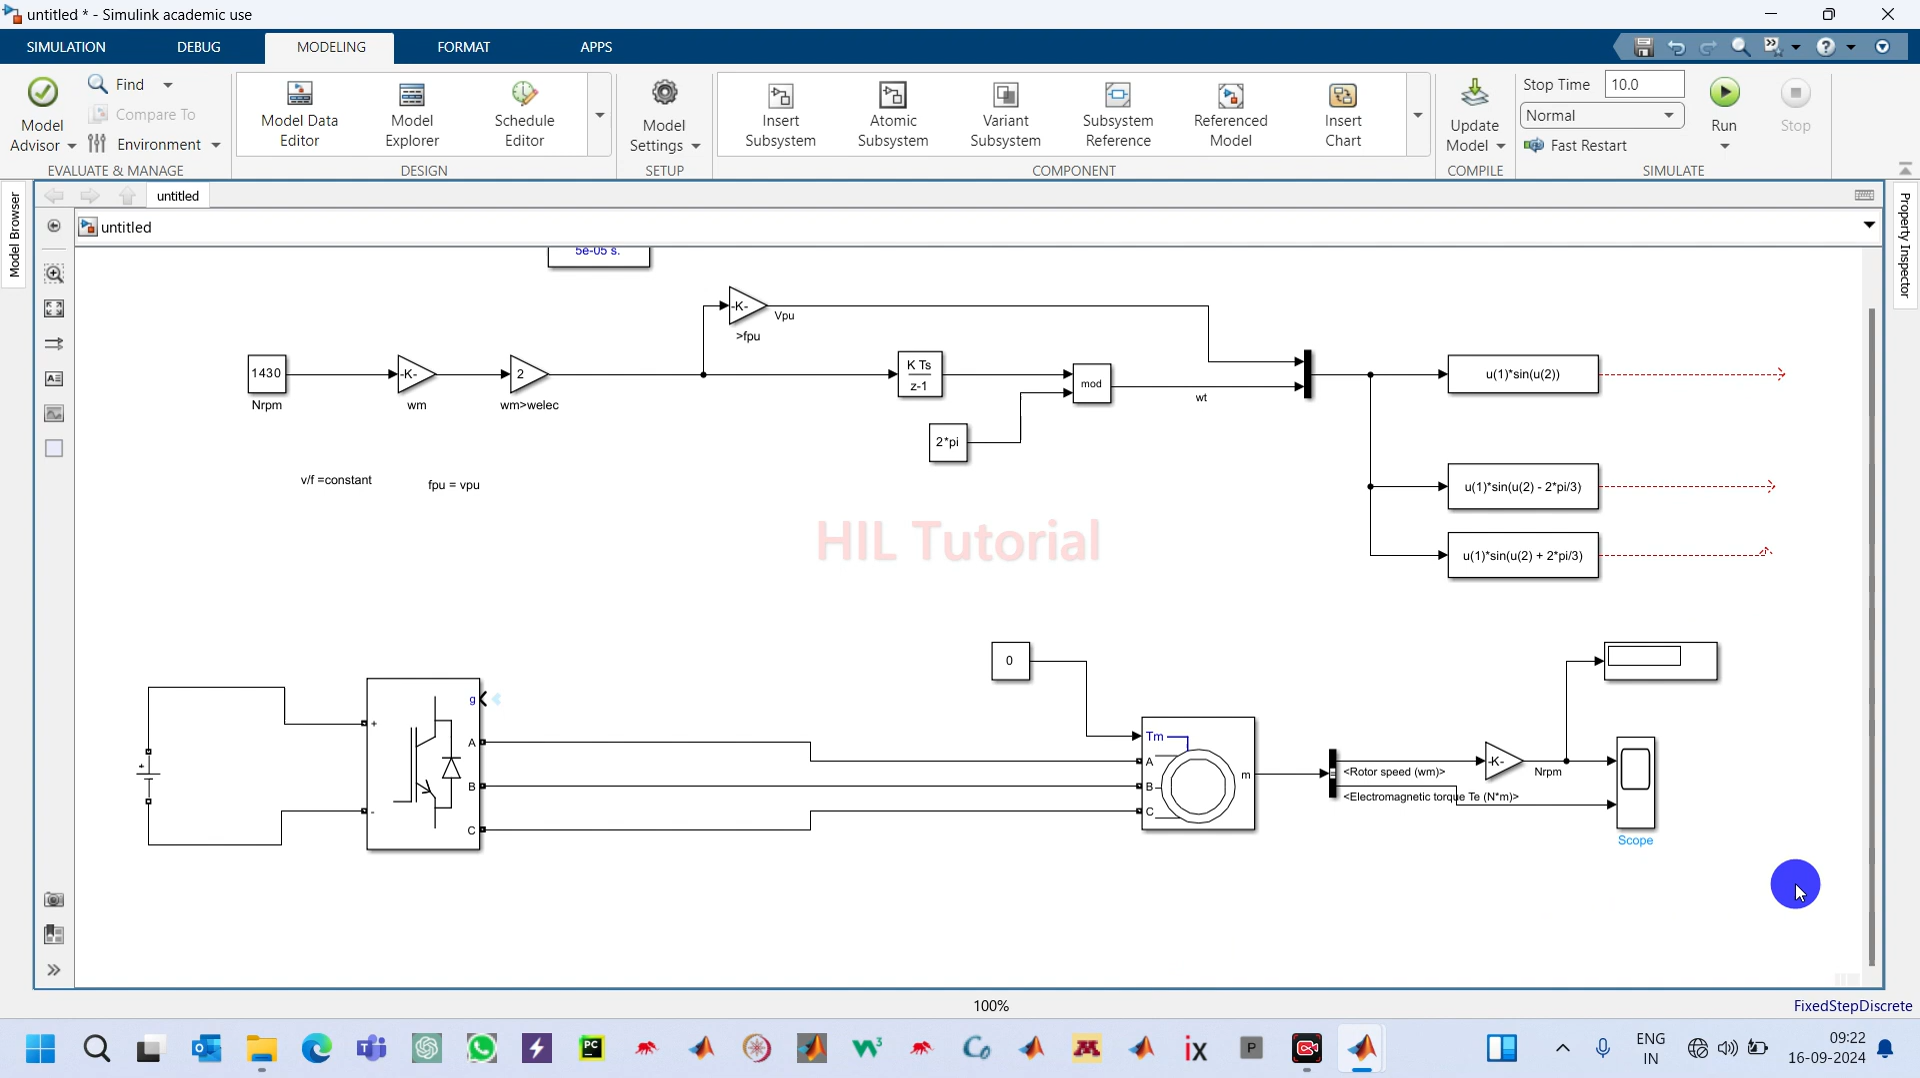 untitled * - Simulink academic use
SIMULATION
DEBUG
MODELING
FORMAT
APPS
Model
Advisor
Find
Compare To
Environment
EVALUATE & MANAGE
Model Data
Editor
Model
Explorer
Schedule
Editor
DESIGN
Model
Settings
SETUP
Insert
Subsystem
Atomic
Subsystem
Variant
Subsystem
Subsystem
Reference
Referenced
Model
Insert
Chart
COMPONENT
Update
Model
COMPILE
Stop Time 10.0
Normal
Fast Restart
Run
Stop
SIMULATE
Model Browser
untitled
untitled
Property Inspector
5e-05 s.
-K-
Vpu
>fpu
1430
Nrpm
-K-
wm
2
wm>welec
K Ts
z-1
mod
2*pi
wt
u(1)*sin(u(2))
u(1)*sin(u(2) - 2*pi/3)
u(1)*sin(u(2) + 2*pi/3)
v/f =constant
fpu = vpu
HIL Tutorial
0
g
+
-
A
B
C
Tm
A
B
C
m
<Rotor speed (wm)>
<Electromagnetic torque Te (N*m)>
-K-
Nrpm
Scope
100%
FixedStepDiscrete
ENG
IN
09:22
16-09-2024